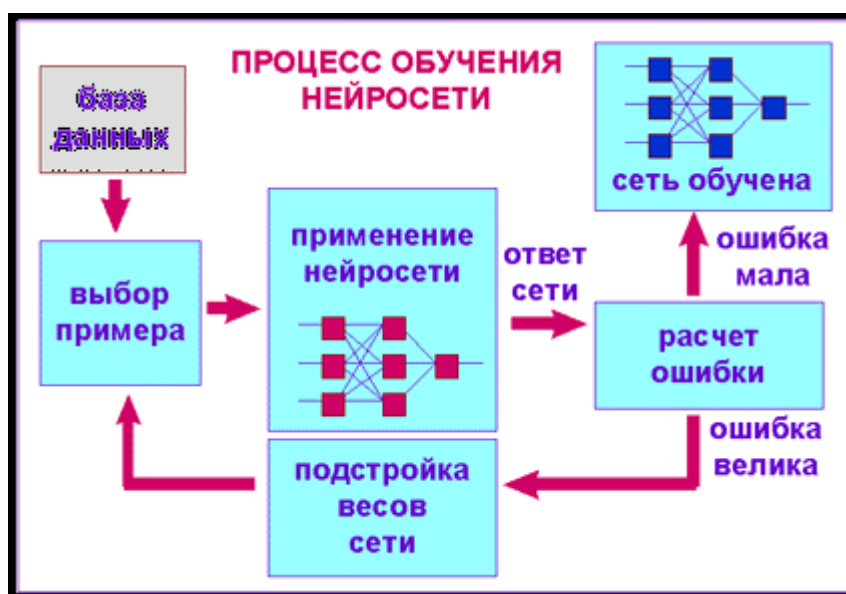 ПРОЦЕСС ОБУЧЕНИЯ
НЕЙРОСЕТИ
база
данных
выбор
примера
применение
нейросети
ответ
сети
расчет
ошибки
ошибка
мала
сеть обучена
ошибка
велика
подстройка
весов
сети